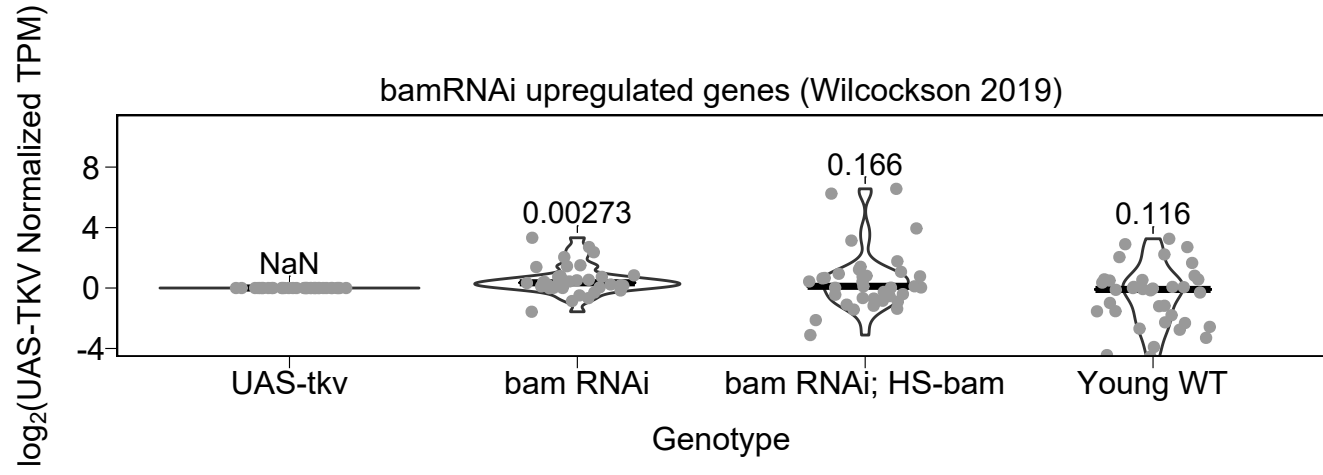 bamRNAi upregulated genes (Wilcockson 2019)
log₂(UAS-TKV Normalized TPM)
8
4
0
-4
NaN
0.00273
0.166
0.116
UAS-tkv
bam RNAi
bam RNAi; HS-bam
Young WT
Genotype